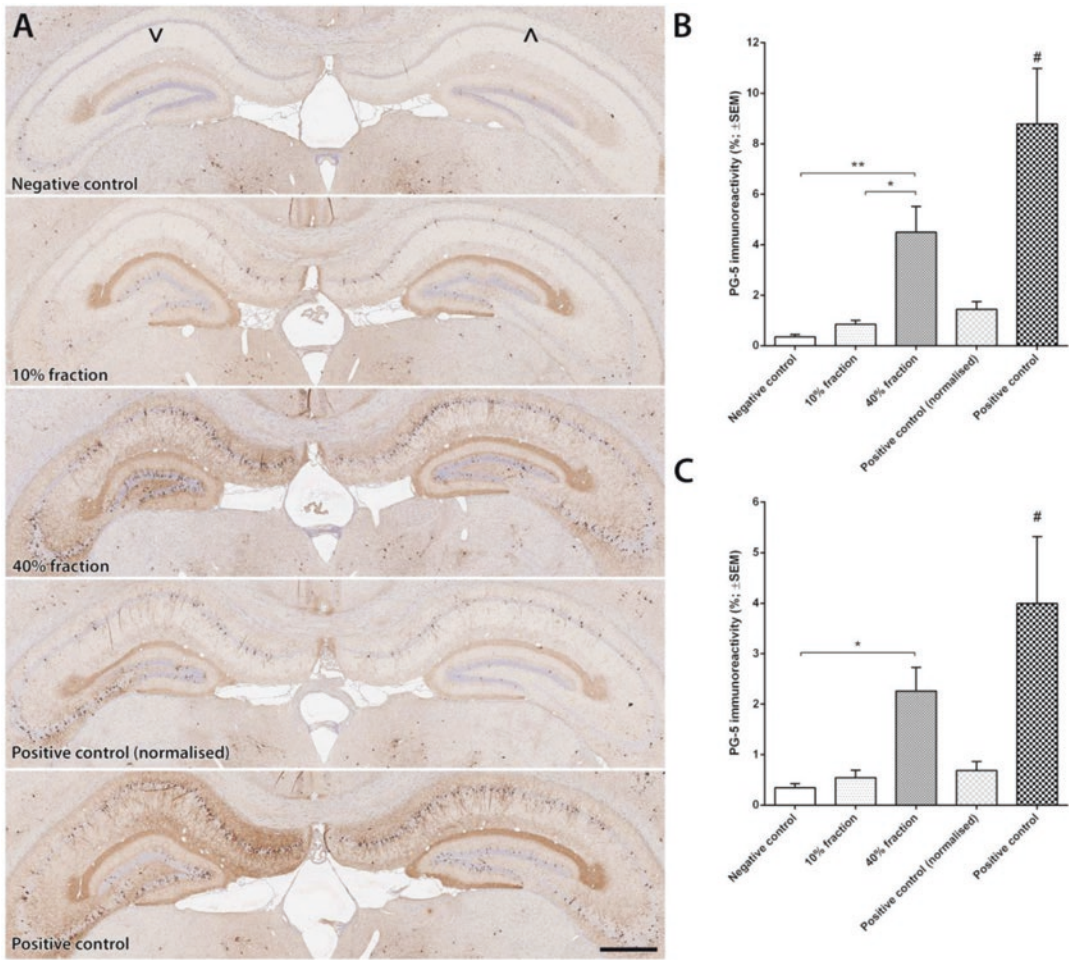 A
V
Λ
Negative control
10% fraction
40% fraction
Positive control (normalised)
Positive control
B
PG-5 immunoreactivity (%; ±SEM)
12
10
8
6
4
2
0
**
*
#
Negative control
10% fraction
40% fraction
Positive control (normalised)
Positive control
C
PG-5 immunoreactivity (%; ±SEM)
6
5
4
3
2
1
0
*
#
Negative control
10% fraction
40% fraction
Positive control (normalised)
Positive control